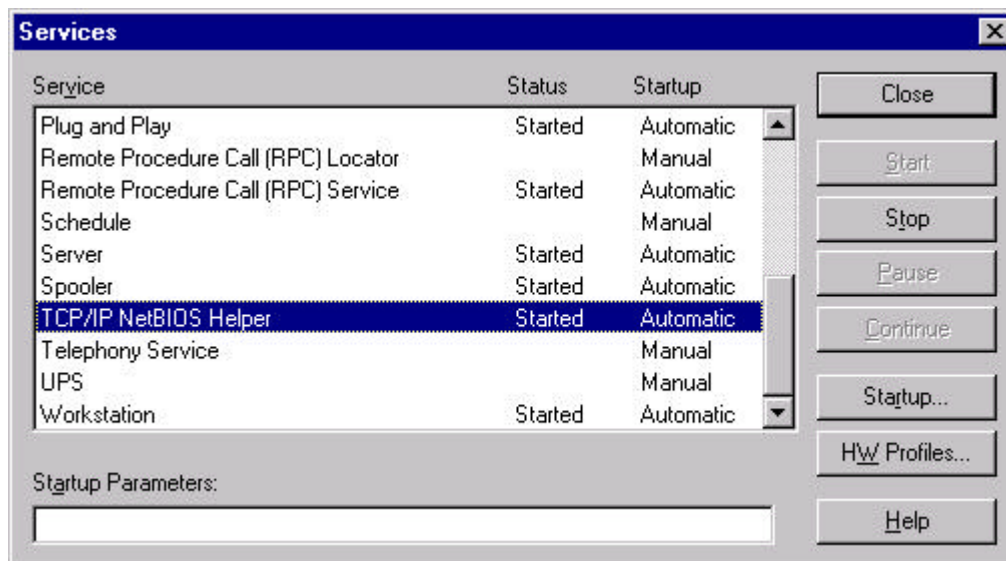 Services
Service Status Startup
Plug and Play Started Automatic
Remote Procedure Call (RPC) Locator Manual
Remote Procedure Call (RPC) Service Started Automatic
Schedule Manual
Server Started Automatic
Spooler Started Automatic
TCP/IP NetBIOS Helper Started Automatic
Telephony Service Manual
UPS Manual
Workstation Started Automatic
Startup Parameters:
Close
Start
Stop
Pause
Continue
Startup...
HW Profiles...
Help